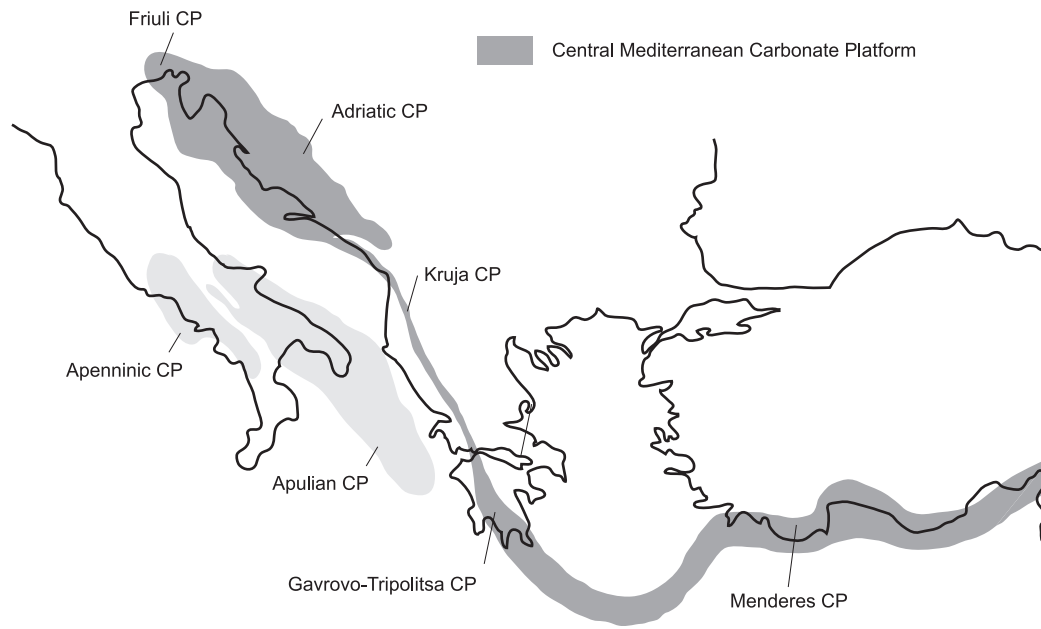 Friuli CP
Central Mediterranean Carbonate Platform
Adriatic CP
Kruja CP
Apenninic CP
Apulian CP
Gavrovo-Tripolitsa CP
Menderes CP